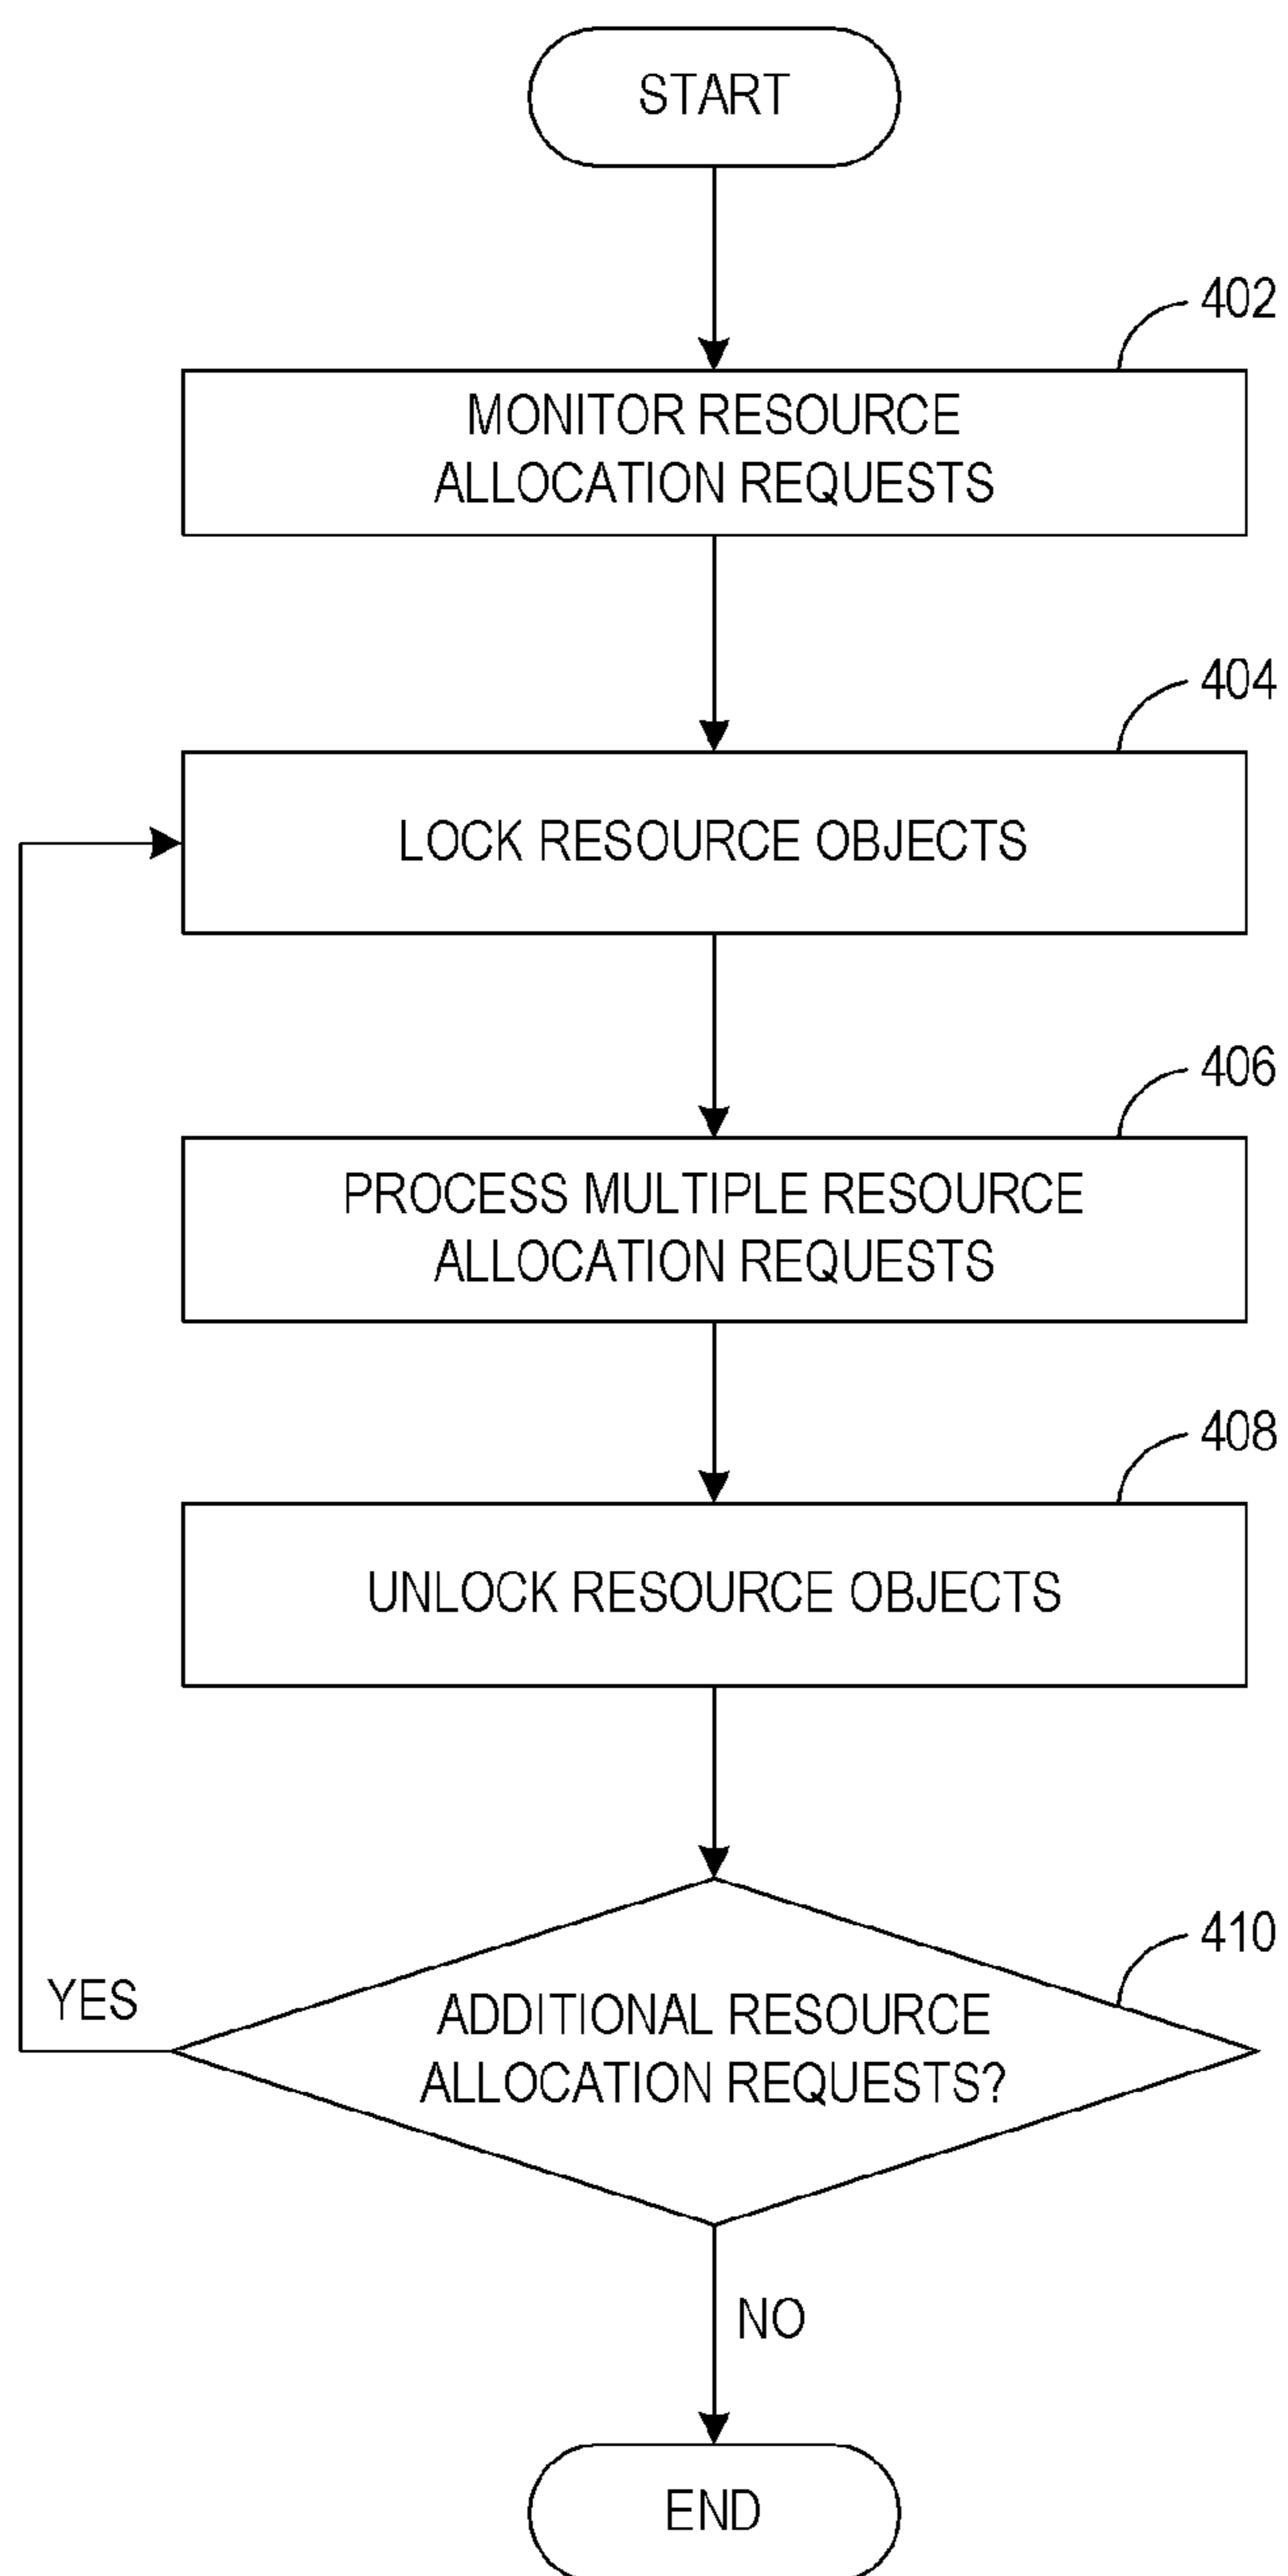 START
402
MONITOR RESOURCE
ALLOCATION REQUESTS
404
LOCK RESOURCE OBJECTS
406
PROCESS MULTIPLE RESOURCE
ALLOCATION REQUESTS
408
UNLOCK RESOURCE OBJECTS
410
ADDITIONAL RESOURCE
ALLOCATION REQUESTS?
YES
NO
END